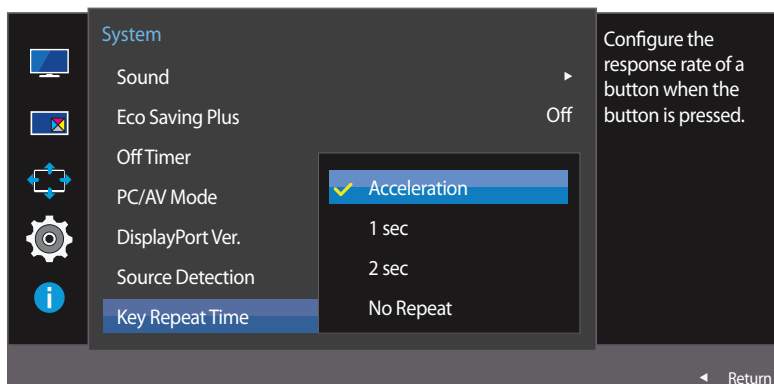 System
Sound
Eco Saving Plus Off
Off Timer
PC/AV Mode
DisplayPort Ver.
Source Detection
Key Repeat Time
Acceleration
1 sec
2 sec
No Repeat
Configure the
response rate of a
button when the
button is pressed.
Return